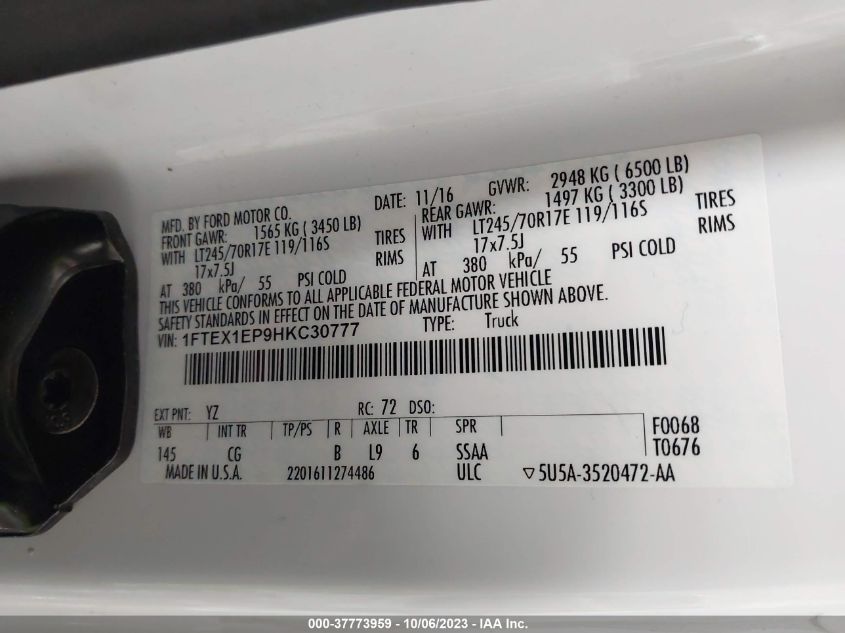 MFD. BY FORD MOTOR CO. DATE: 11/16 GVWR: 2948 KG ( 6500 LB)
FRONT GAWR: 1565 KG ( 3450 LB) REAR GAWR: 1497 KG ( 3300 LB)
WITH LT245/70R17E 119/116S TIRES WITH LT245/70R17E 119/116S TIRES
17x7.5J RIMS 17x7.5J RIMS
AT 380 kPa/ 55 PSI COLD AT 380 kPa/ 55 PSI COLD
THIS VEHICLE CONFORMS TO ALL APPLICABLE FEDERAL MOTOR VEHICLE
SAFETY STANDARDS IN EFFECT ON THE DATE OF MANUFACTURE SHOWN ABOVE.
VIN: 1FTEX1EP9HKC30777 TYPE: Truck
EXT PNT: YZ RC: 72 DSO:
WB INT TR TP/PS R AXLE TR SPR F0068
145 CG B L9 6 SSAA T0676
MADE IN U.S.A. 2201611274486 ULC ▽5U5A-3520472-AA
000-37773959 - 10/06/2023 - IAA Inc.